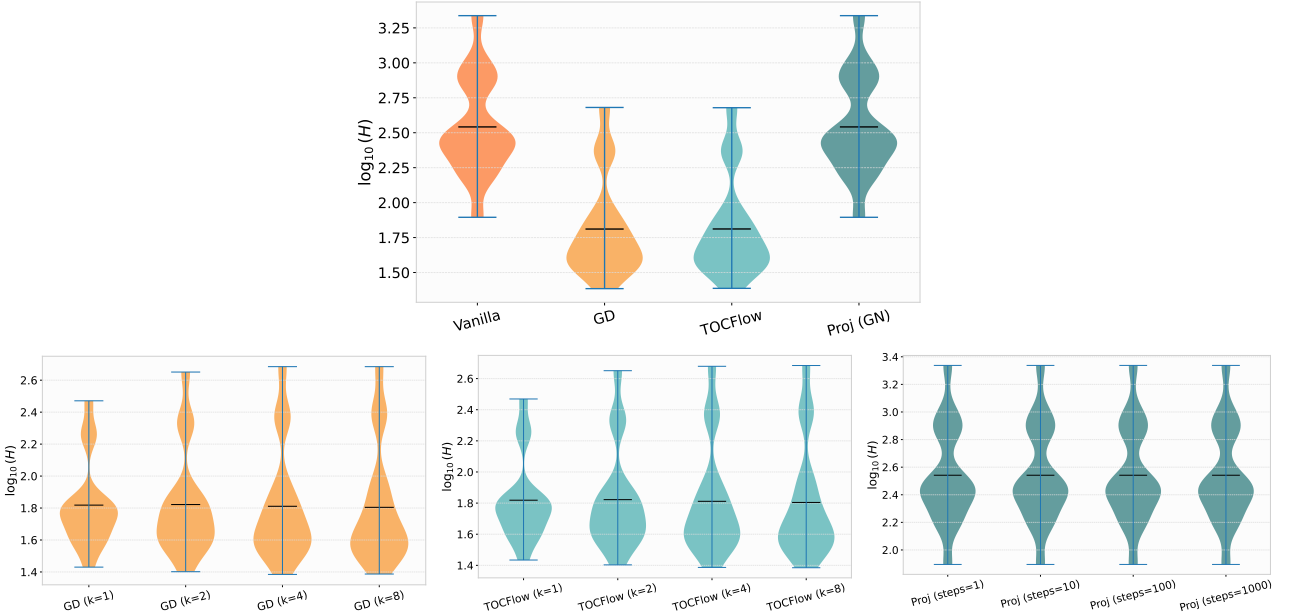 log₁₀(H)
3.25
3.00
2.75
2.50
2.25
2.00
1.75
1.50
Vanilla
GD
TOCFlow
Proj (GN)
log₁₀(H)
2.6
2.4
2.2
2.0
1.8
1.6
1.4
GD (k=1)
GD (k=2)
GD (k=4)
GD (k=8)
log₁₀(H)
2.6
2.4
2.2
2.0
1.8
1.6
1.4
TOCFlow (k=1)
TOCFlow (k=2)
TOCFlow (k=4)
TOCFlow (k=8)
log₁₀(H)
3.4
3.2
3.0
2.8
2.6
2.4
2.2
2.0
Proj (steps=1)
Proj (steps=10)
Proj (steps=100)
Proj (steps=1000)